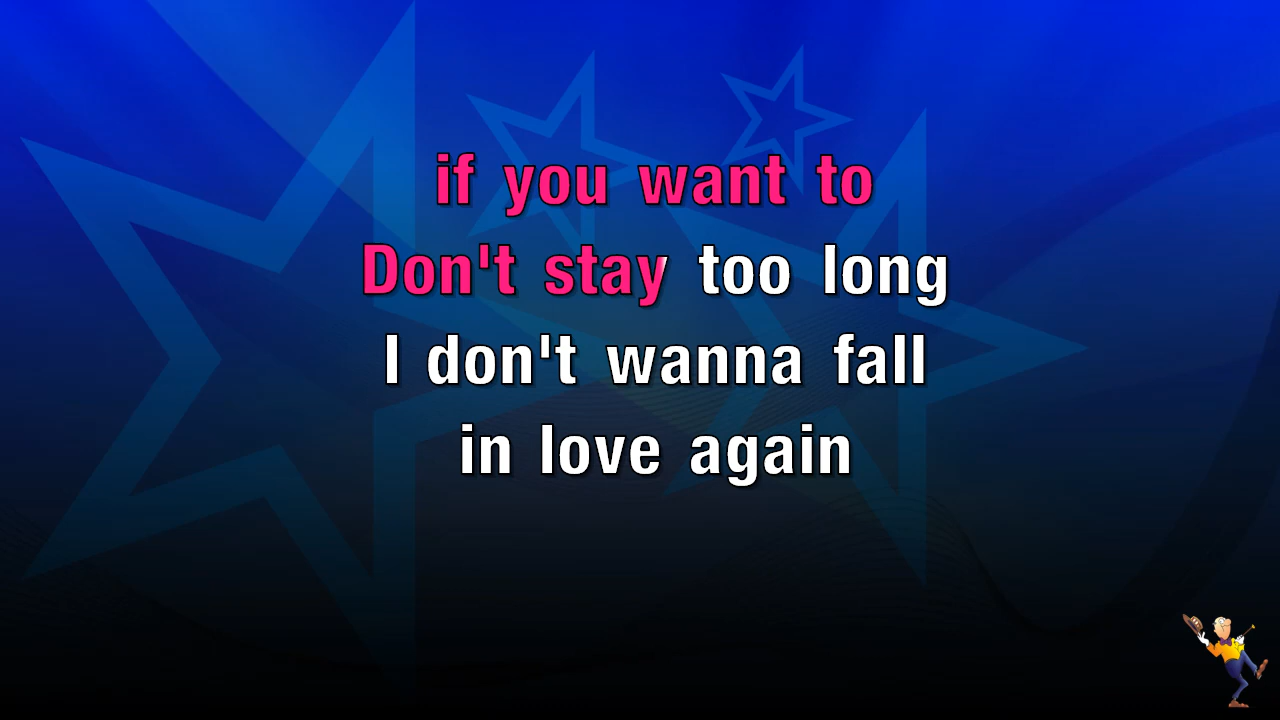 if you want to
Don't stay too long
I don't wanna fall
in love again